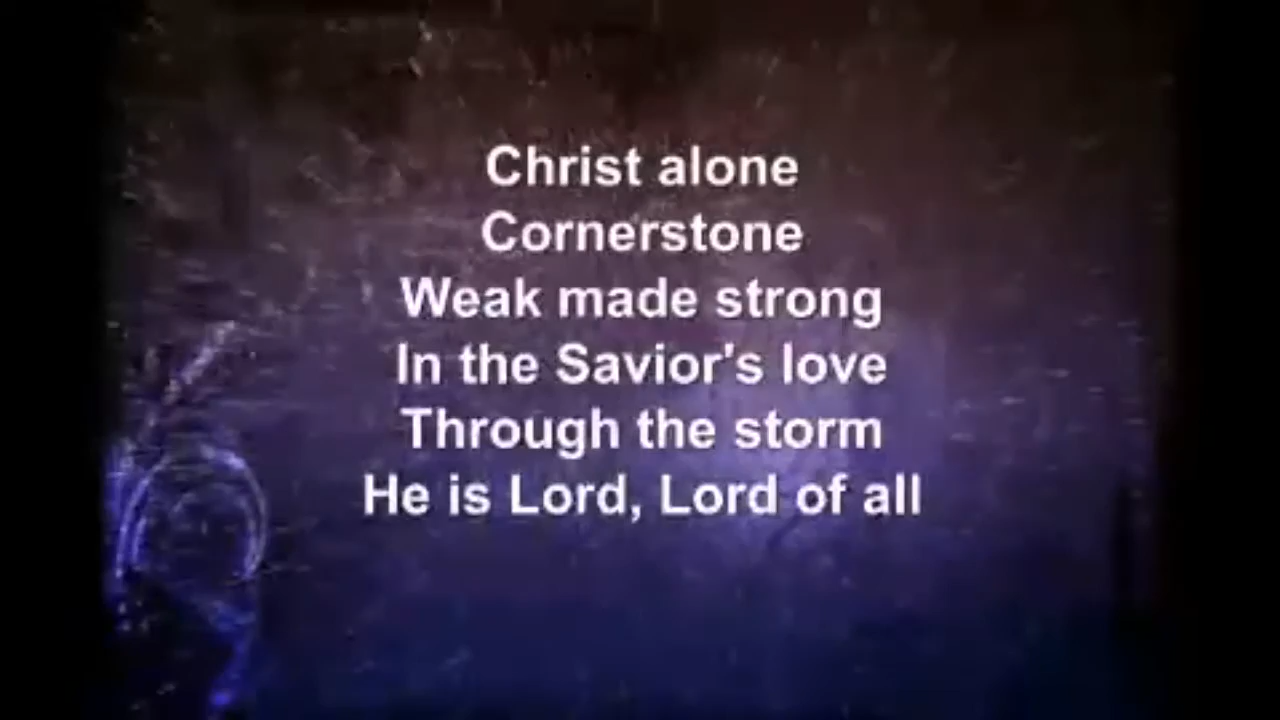 Christ alone
Cornerstone
Weak made strong
In the Savior's love
Through the storm
He is Lord, Lord of all